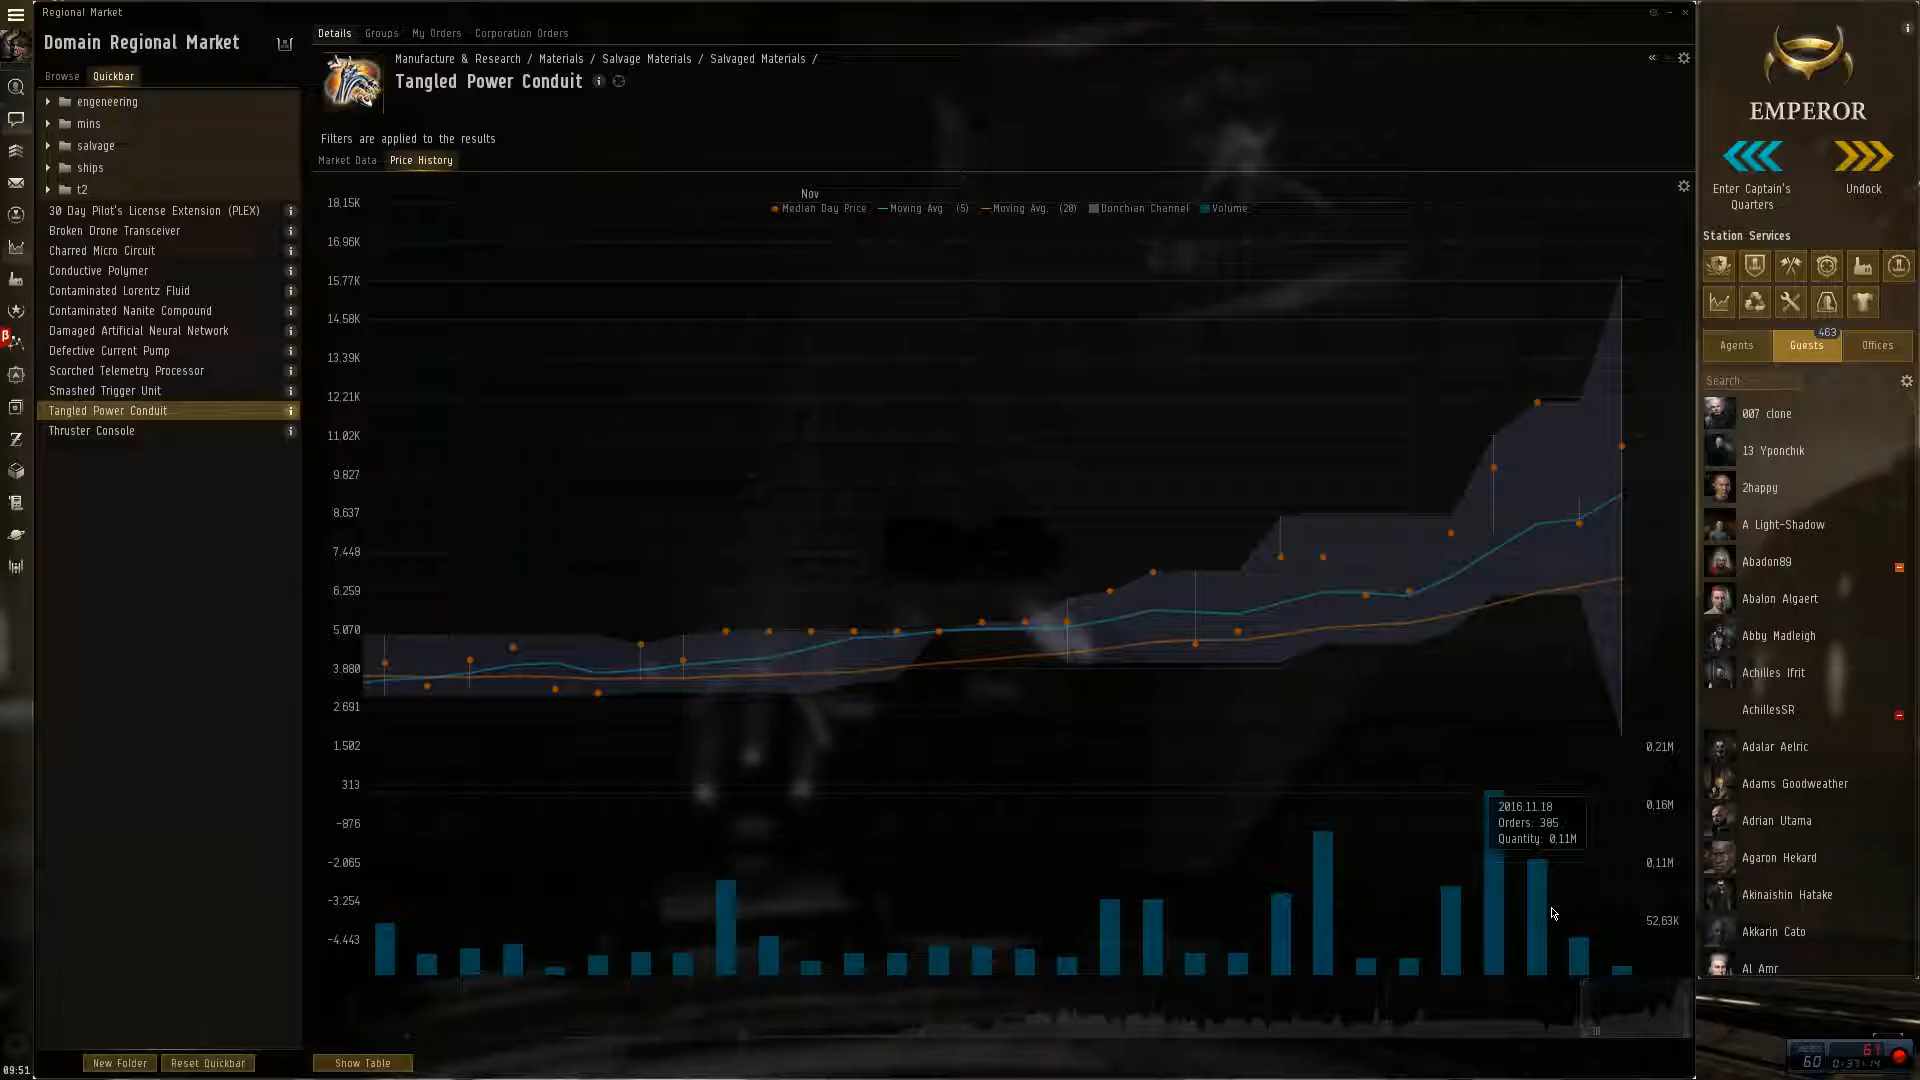 Regional Market
Domain Regional Market
Browse Quickbar
engeneering
mins
salvage
ships
t2
30 Day Pilot's License Extension (PLEX)
Broken Drone Transceiver
Charred Micro Circuit
Conductive Polymer
Contaminated Lorentz Fluid
Contaminated Nanite Compound
Damaged Artificial Neural Network
Defective Current Pump
Scorched Telemetry Processor
Smashed Trigger Unit
Tangled Power Conduit
Thruster Console
New Folder Reset Quickbar
09:51
Details Groups My Orders Corporation Orders
Manufacture & Research / Materials / Salvage Materials / Salvaged Materials /
Tangled Power Conduit
Filters are applied to the results
Market Data Price History
Nov
Median Day Price Moving Avg. (5) Moving Avg. (20) Donchian Channel Volume
18.15K
16.96K
15.77K
14.58K
13.39K
12.21K
11.02K
9.827
8.637
7.448
6.259
5.070
3.880
2.691
1.502
313
-876
-2.065
-3.254
-4.443
0,21M
0,16M
0,11M
52,63K
2016.11.18
Orders: 385
Quantity: 0,11M
Show Table
EMPEROR
Enter Captain's
Quarters
Undock
Station Services
463
Agents Guests Offices
Search
007 clone
13 Yponchik
2happy
A Light-Shadow
Abadon89
Abalon Algaert
Abby Madleigh
Achilles Ifrit
AchillesSR
Adalar Aelric
Adams Goodweather
Adrian Utama
Agaron Hekard
Akinaishin Hatake
Akkarin Cato
Al Amr
60
61
0:37:14